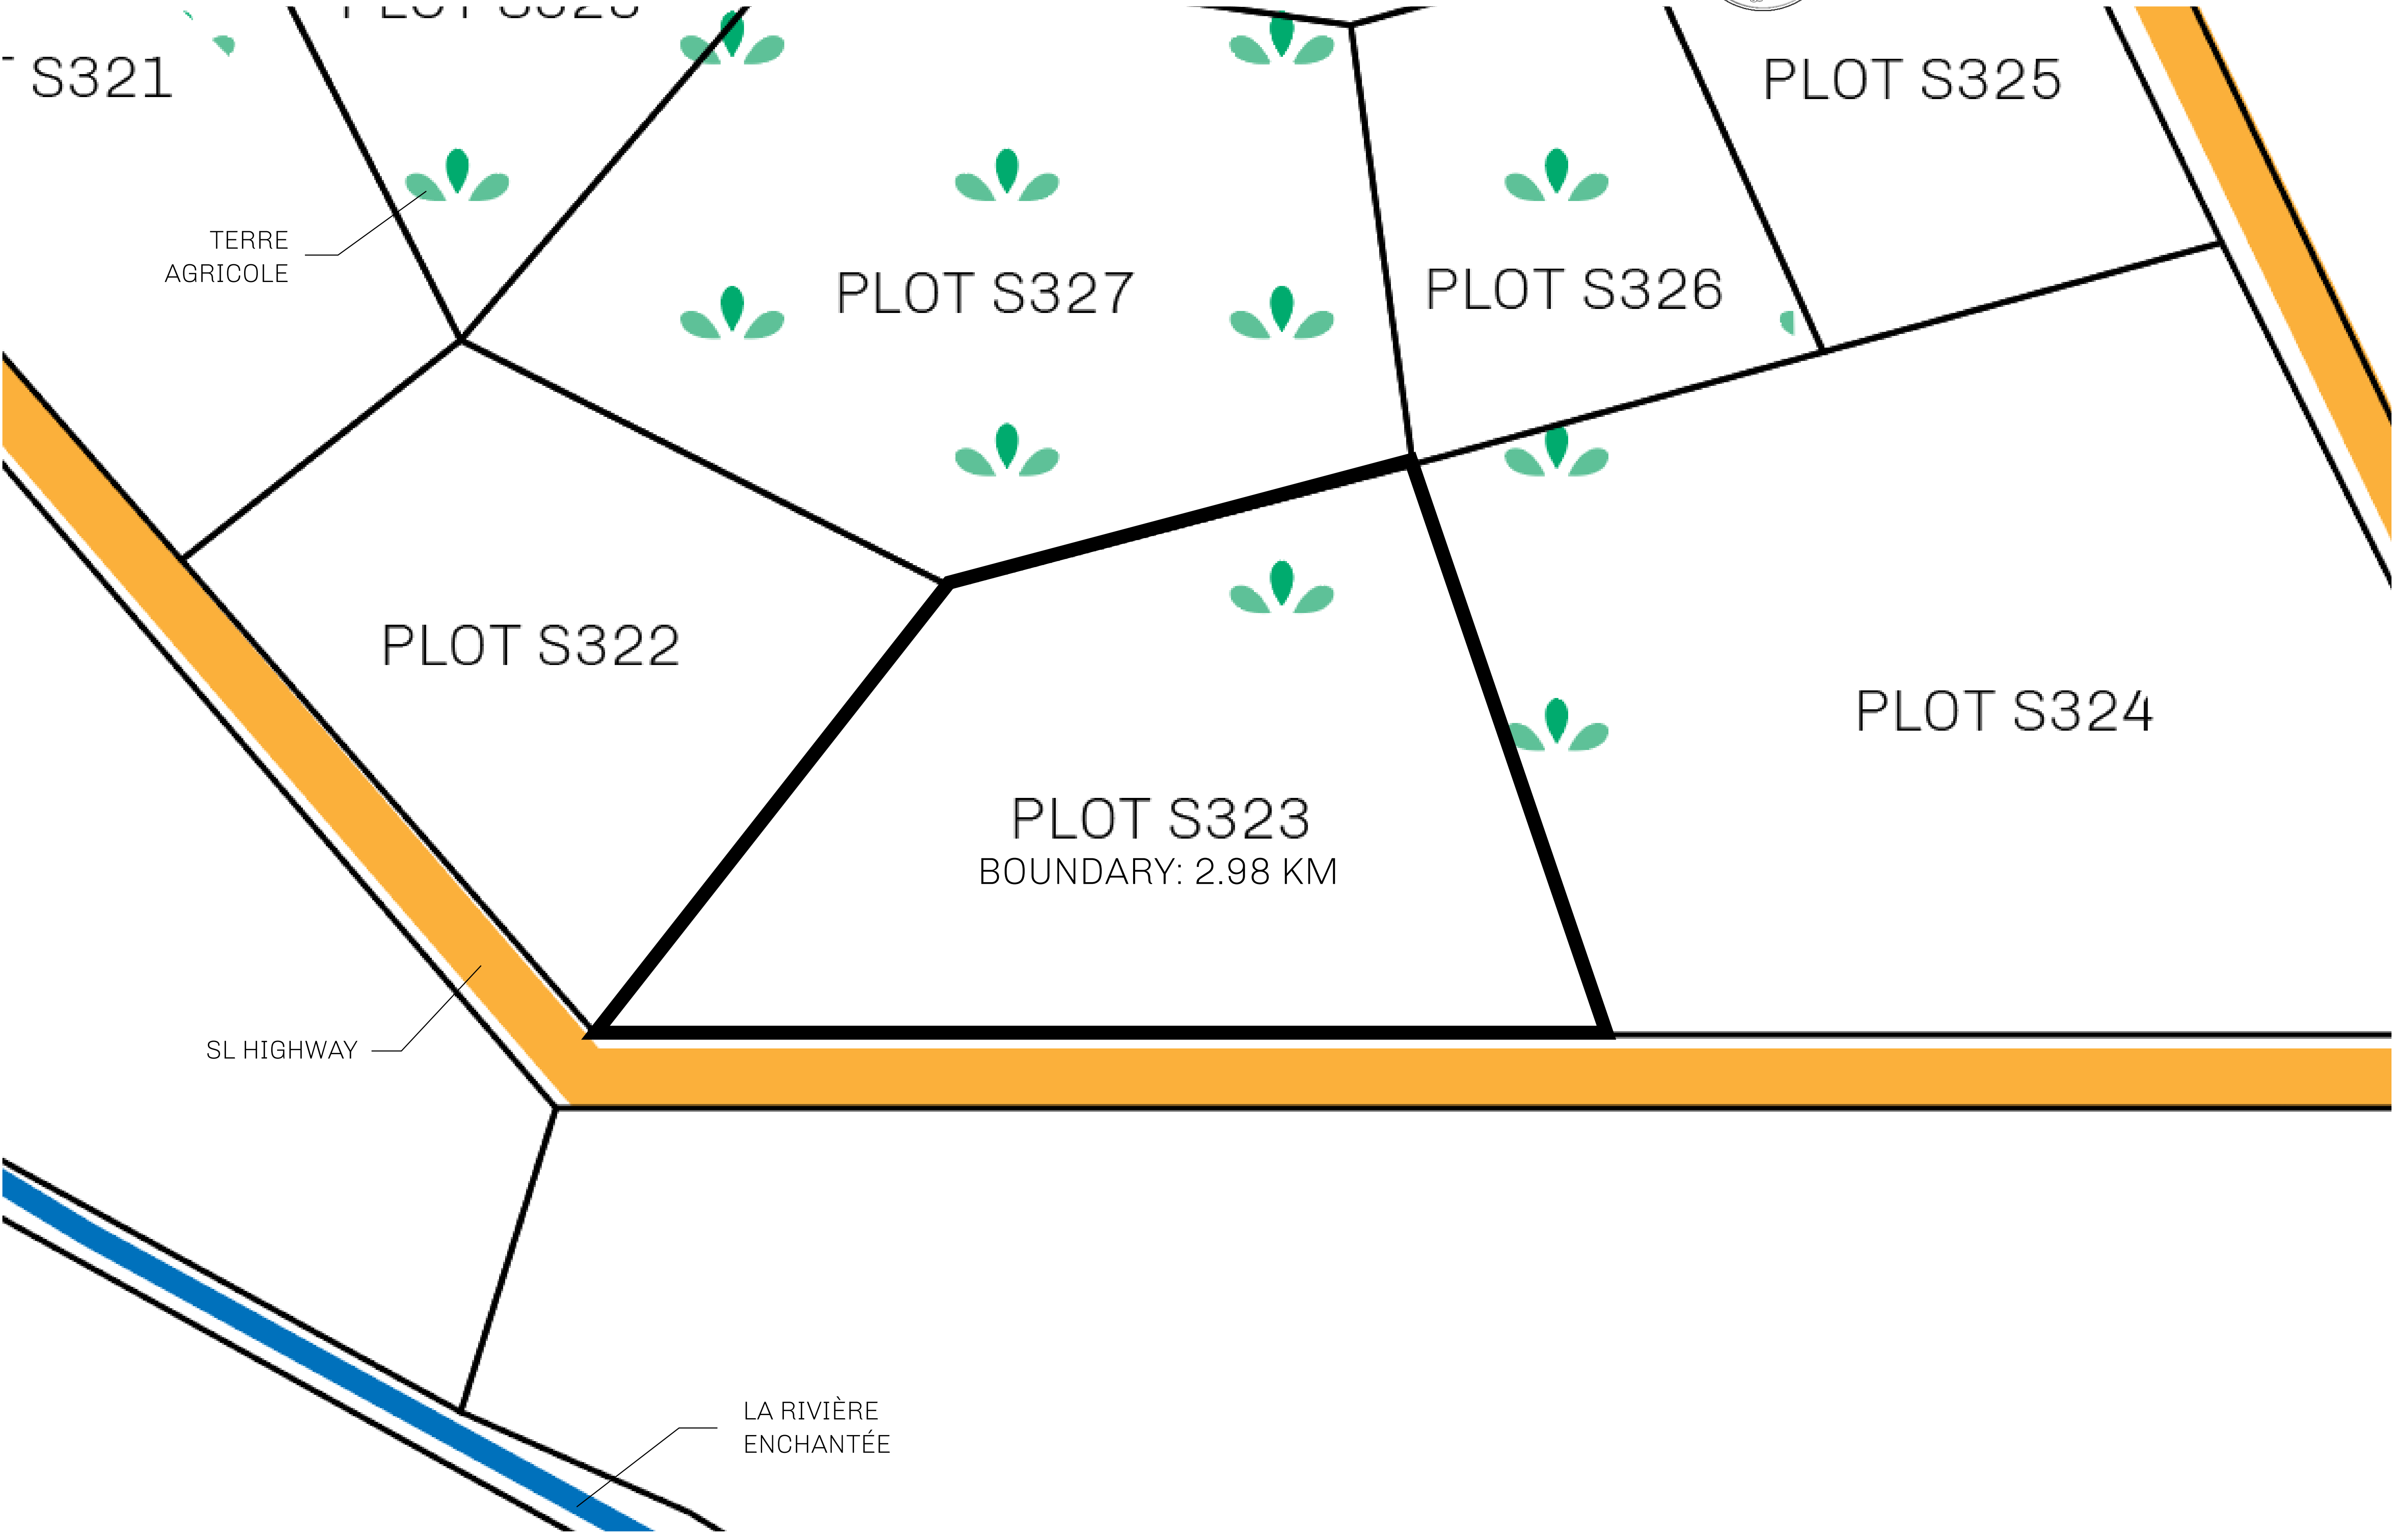 S321
PLOT S325
TERRE
AGRICOLE
PLOT S327
PLOT S326
PLOT S322
PLOT S324
PLOT S323
BOUNDARY: 2.98 KM
SL HIGHWAY
LA RIVIÈRE
ENCHANTÉE